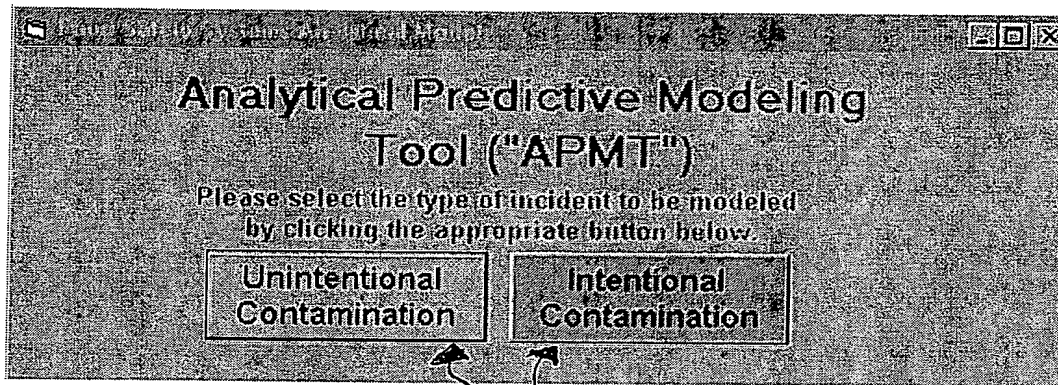 Analytical Predictive Modeling
Tool ("APMT")
Please select the type of incident to be modeled
by clicking the appropriate button below.
Unintentional
Contamination
Intentional
Contamination